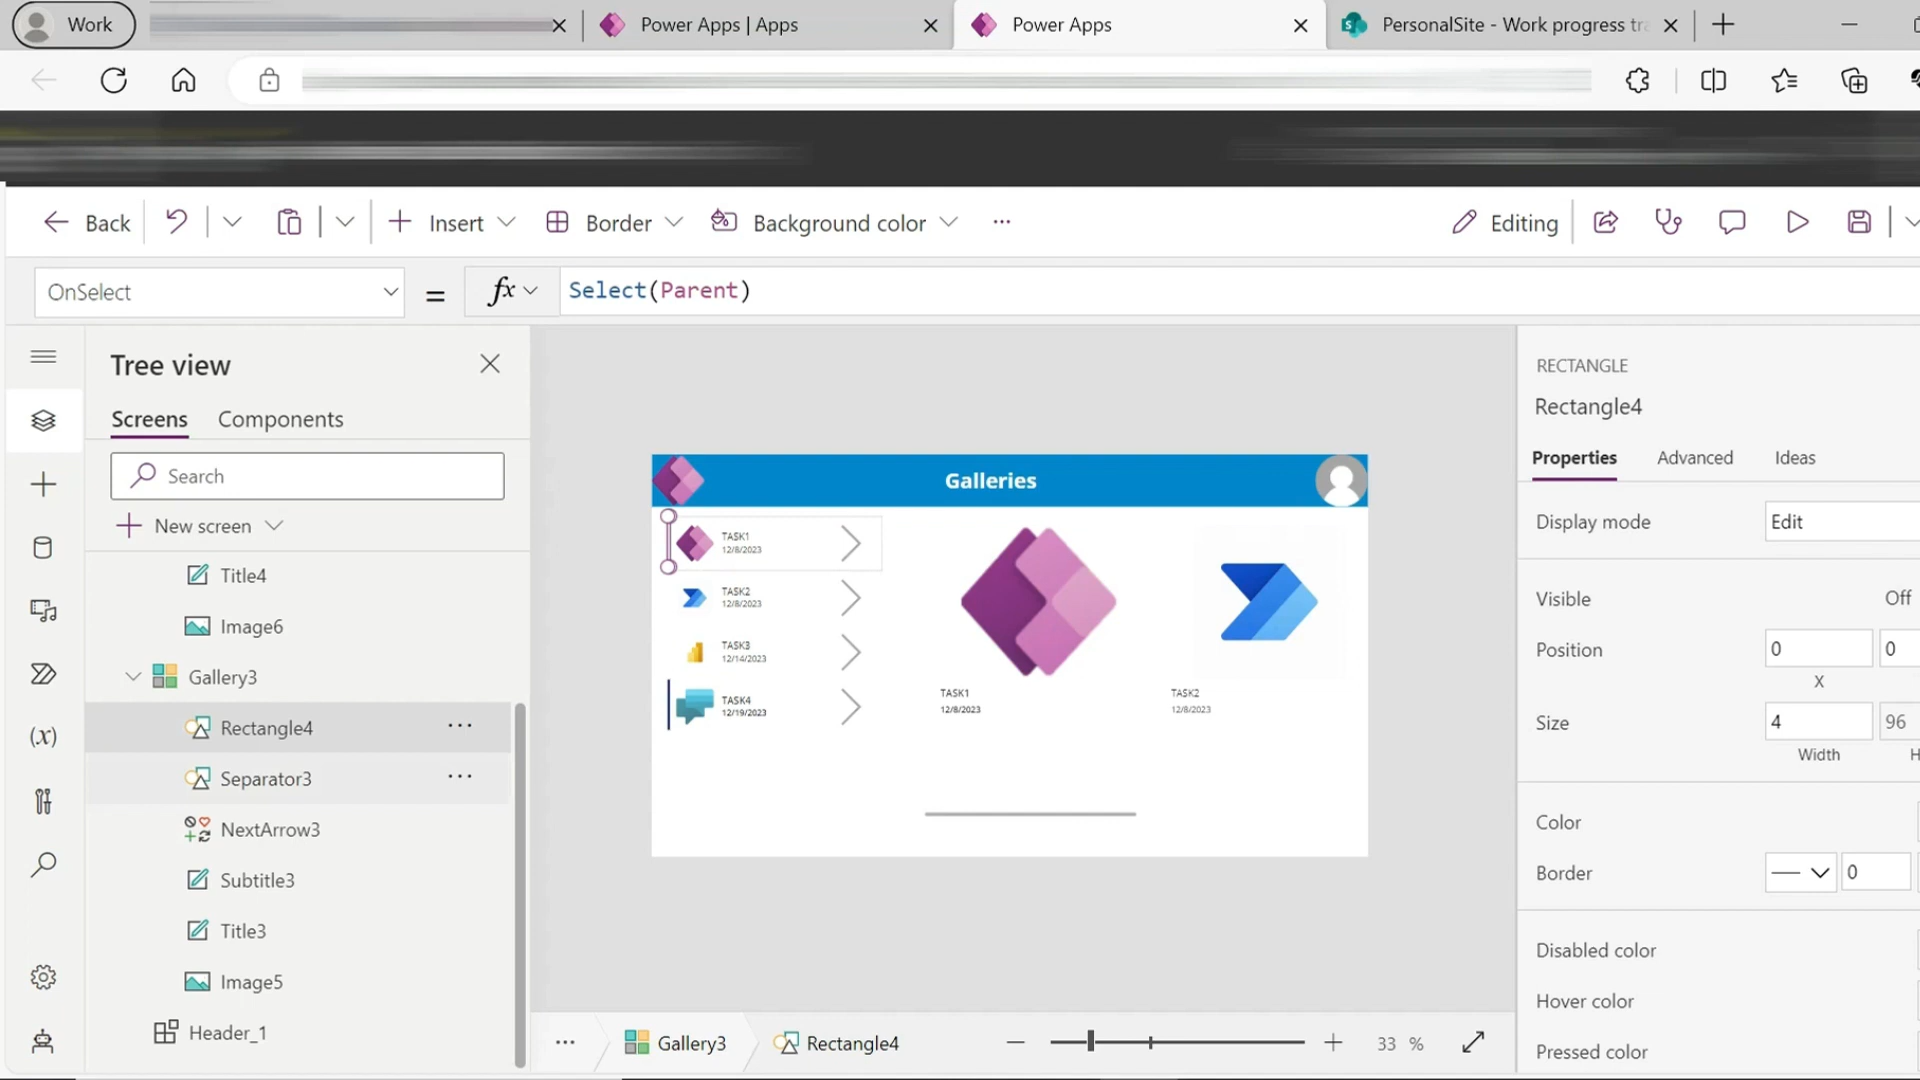 Work
Power Apps | Apps
Power Apps
PersonalSite - Work progress tra
Back
Insert
Border
Background color
Editing
OnSelect
=
fx
Select(Parent)
Tree view
Screens
Components
Search
New screen
Title4
Image6
Gallery3
Rectangle4
Separator3
NextArrow3
Subtitle3
Title3
Image5
Header_1
Galleries
TASK1
12/8/2023
TASK2
12/8/2023
TASK3
12/14/2023
TASK4
12/19/2023
TASK1
12/8/2023
TASK2
12/8/2023
Gallery3
Rectangle4
33 %
RECTANGLE
Rectangle4
Properties
Advanced
Ideas
Display mode
Edit
Visible
Off
Position
0
0
X
Size
4
96
Width
H
Color
Border
0
Disabled color
Hover color
Pressed color